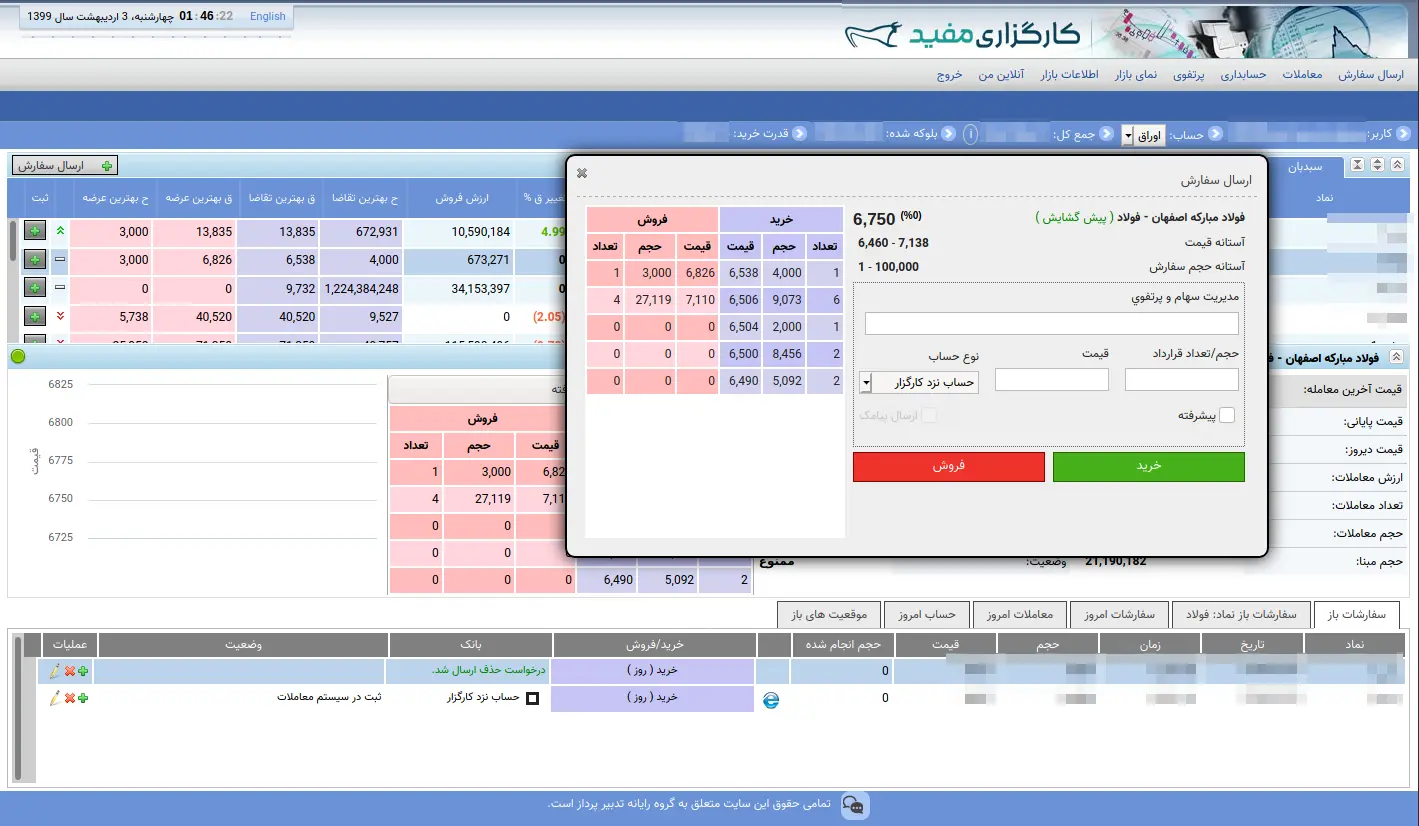 English 01:46:22 چهارشنبه، 3 اردیبهشت سال 1399
کارگزاری مفید
ارسال سفارش معاملات حسابداری پرتفوی نمای بازار اطلاعات بازار آنلاین من خروج
کاربر: حساب: اوراق جمع کل: بلوکه شده: قدرت خرید:
سبدبان
ارسال سفارش
نماد
% تغییر ق ارزش فروش ح بهترین تقاضا ق بهترین تقاضا ق بهترین عرضه ح بهترین عرضه ثبت
4.99 10,590,184 672,931 13,835 13,835 3,000
0 673,271 4,000 6,538 6,826 3,000
0 34,153,397 1,224,384,248 9,732 0 0
(2.05) 0 9,527 40,520 40,520 5,738
ارسال سفارش
فولاد مبارکه اصفهان - فولاد ( پیش گشایش ) 6,750 (%0)
آستانه قیمت 6,460 - 7,138
آستانه حجم سفارش 1 - 100,000
مدیریت سهام و پرتفوي
حجم/تعداد قرارداد قیمت نوع حساب
حساب نزد کارگزار
پیشرفته ارسال پیامک
خرید فروش
خرید فروش
تعداد حجم قیمت قیمت حجم تعداد
1 4,000 6,538 6,826 3,000 1
6 9,073 6,506 7,110 27,119 4
1 2,000 6,504 0 0 0
2 8,456 6,500 0 0 0
2 5,092 6,490 0 0 0
فولاد مبارکه اصفهان - ف
قیمت آخرین معامله:
قیمت پایانی:
قیمت دیروز:
ارزش معاملات:
تعداد معاملات:
حجم معاملات:
حجم مبنا: 21,190,182 وضعیت: ممنوع
فروش
قیمت حجم تعداد
6,82 3,000 1
7,11 27,119 4
0 0
0 0 0
2 5,092 6,490 0 0 0
قیمت
6825
6800
6775
6750
6725
سفارشات باز سفارشات باز نماد: فولاد سفارشات امروز معاملات امروز حساب امروز موقعیت های باز
نماد تاریخ زمان حجم قیمت حجم انجام شده خرید/فروش بانک وضعیت عملیات
0 خرید ( روز ) درخواست حذف ارسال شد.
0 خرید ( روز ) حساب نزد کارگزار ثبت در سیستم معاملات
تمامی حقوق این سایت متعلق به گروه رایانه تدبیر پرداز است.